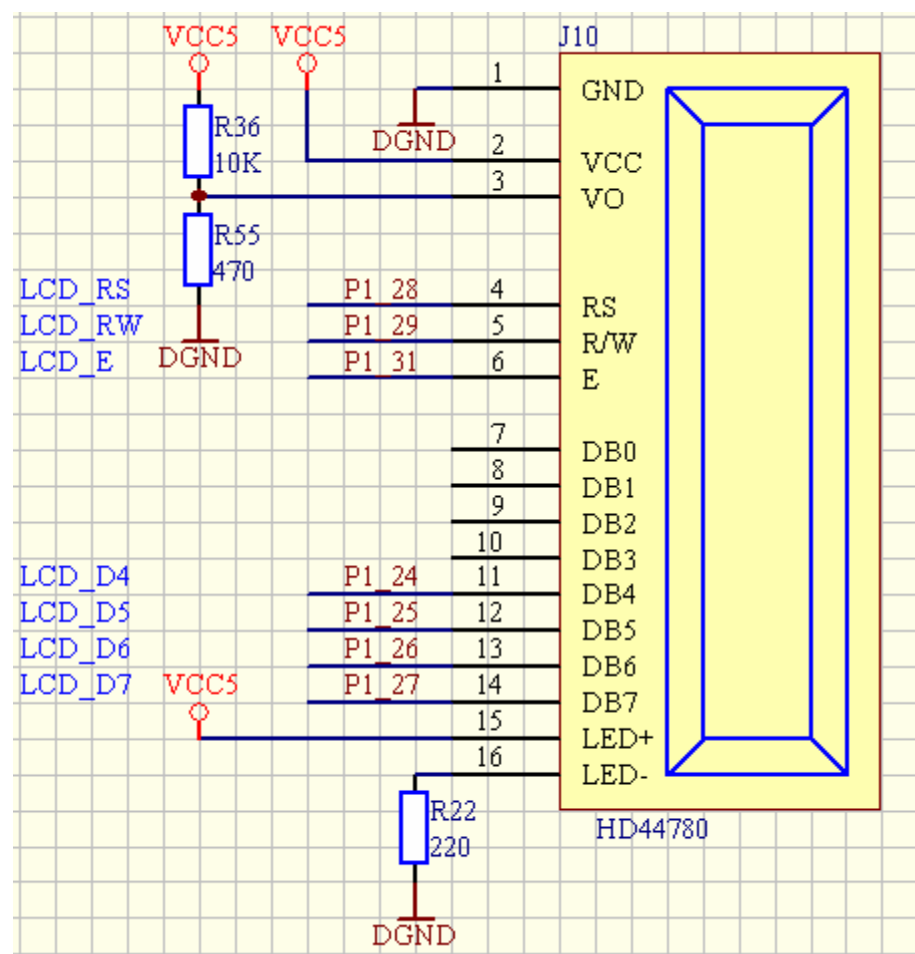 VCC5 VCC5 J10
1 GND
R36 DGND
10K 2 VCC
3 VO
R55
470
LCD_RS P1_28 4 RS
LCD_RW P1_29 5 R/W
LCD_E DGND P1_31 6 E
7 DB0
8 DB1
9 DB2
10 DB3
LCD_D4 P1_24 11 DB4
LCD_D5 P1_25 12 DB5
LCD_D6 P1_26 13 DB6
LCD_D7 VCC5 P1_27 14 DB7
15 LED+
16 LED-
R22
220 HD44780
DGND